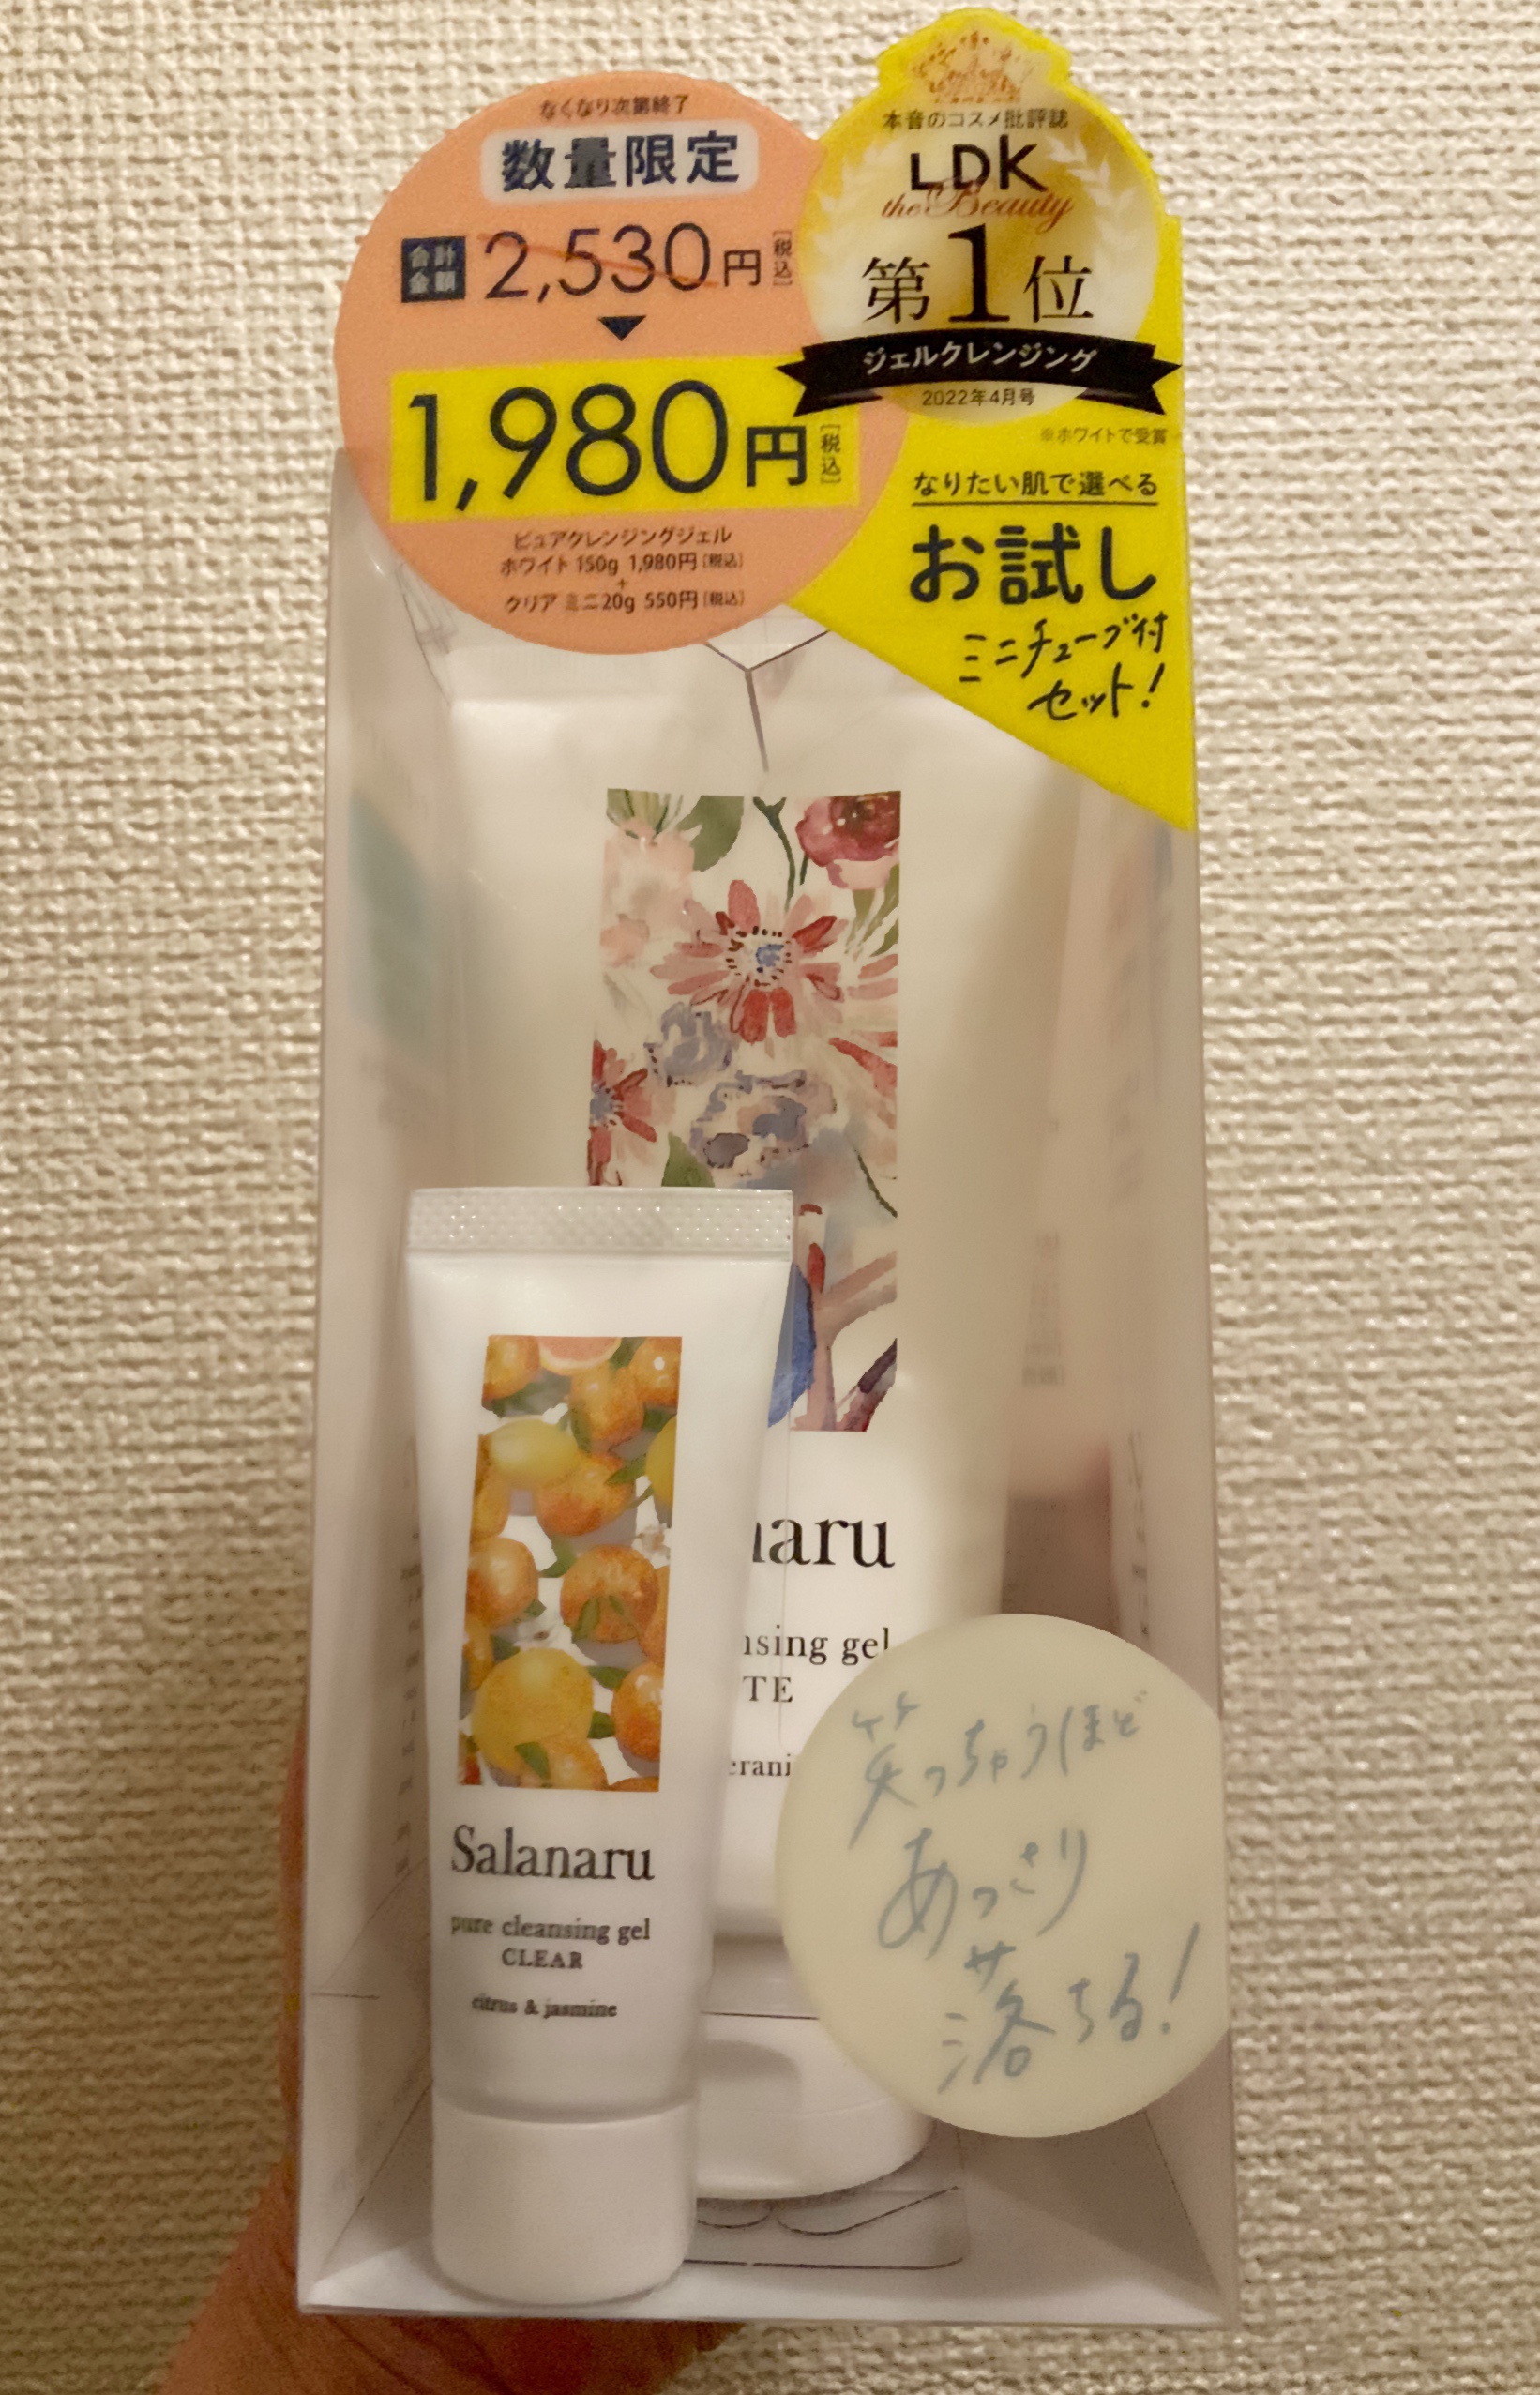 なくなり次第終了
数量限定
合計金額 2,530円[税込]
1,980円[税込]
ピュアクレンジングジェル
ホワイト 150g 1,980円[税込]
+
クリア ミニ20g 550円[税込]
本音のコスメ批評誌
LDK
the Beauty
第1位
ジェルクレンジング
2022年4月号
※ホワイトで受賞
なりたい肌で選べる
お試し
ミニチューブ付
セット!
naru
nsing gel
TE
erani
Salanaru
pure cleansing gel
CLEAR
citrus & jasmine
笑っちゃうほど
あっさり
落ちる!